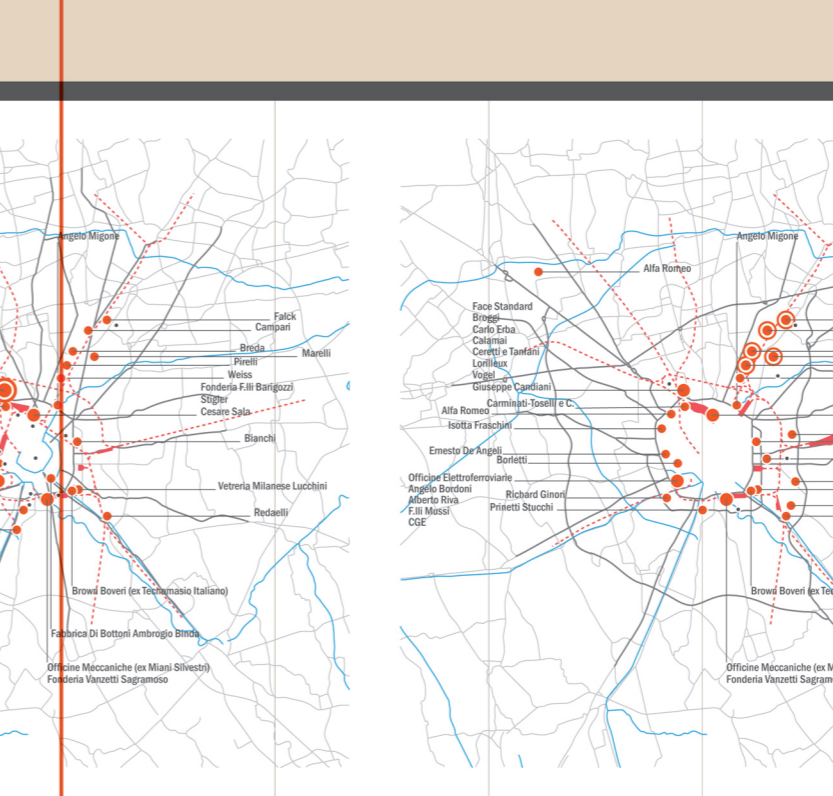 Angelo Migone
Falck
Campari
Breda
Marelli
Pirelli
Weiss
Fonderia F.lli Barigozzi
Stigler
Cesare Sala
Bianchi
Vetreria Milanese Lucchini
Redaelli
Brown Boveri (ex Technomasio Italiano)
Fabbrica Di Bottoni Ambrogio Binda
Officine Meccaniche (ex Miani Silvestri)
Fonderia Vanzetti Sagramoso
Angelo Migone
Alfa Romeo
Face Standard
Broggi
Carlo Erba
Calamai
Ceretti e Tanfani
Lorilleux
Vogel
Giuseppe Candiani
Carminati-Toselli e C.
Alfa Romeo
Isotta Fraschini
Ernesto De Angeli
Borletti
Officine Elettroferroviarie
Angelo Bordoni
Alberto Riva
F.lli Mussi
CGE
Richard Ginori
Prinetti Stucchi
Brown Boveri (ex Te
Officine Meccaniche (ex M
Fonderia Vanzetti Sagram